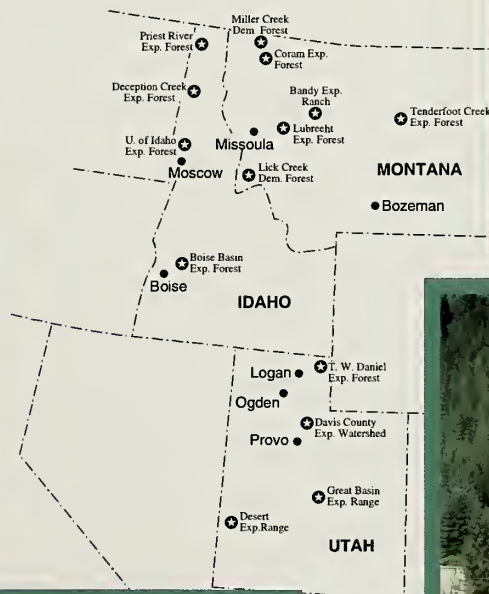 Miller Creek
Dem. Forest
Priest River
Exp. Forest
Coram Exp.
Forest
Deception Creek
Exp. Forest
Bandy Exp.
Ranch
Tenderfoot Creek
Exp. Forest
Lubreeht
Exp. Forest
Missoula
U. of Idaho
Exp. Forest
Moscow
Lick Creek
Dem. Forest
MONTANA
Bozeman
Boise Basin
Exp. Forest
Boise
IDAHO
T. W. Daniel
Exp. Forest
Logan
Ogden
Davis County
Exp. Watershed
Provo
Great Basin
Exp. Range
Desert
Exp.Range
UTAH